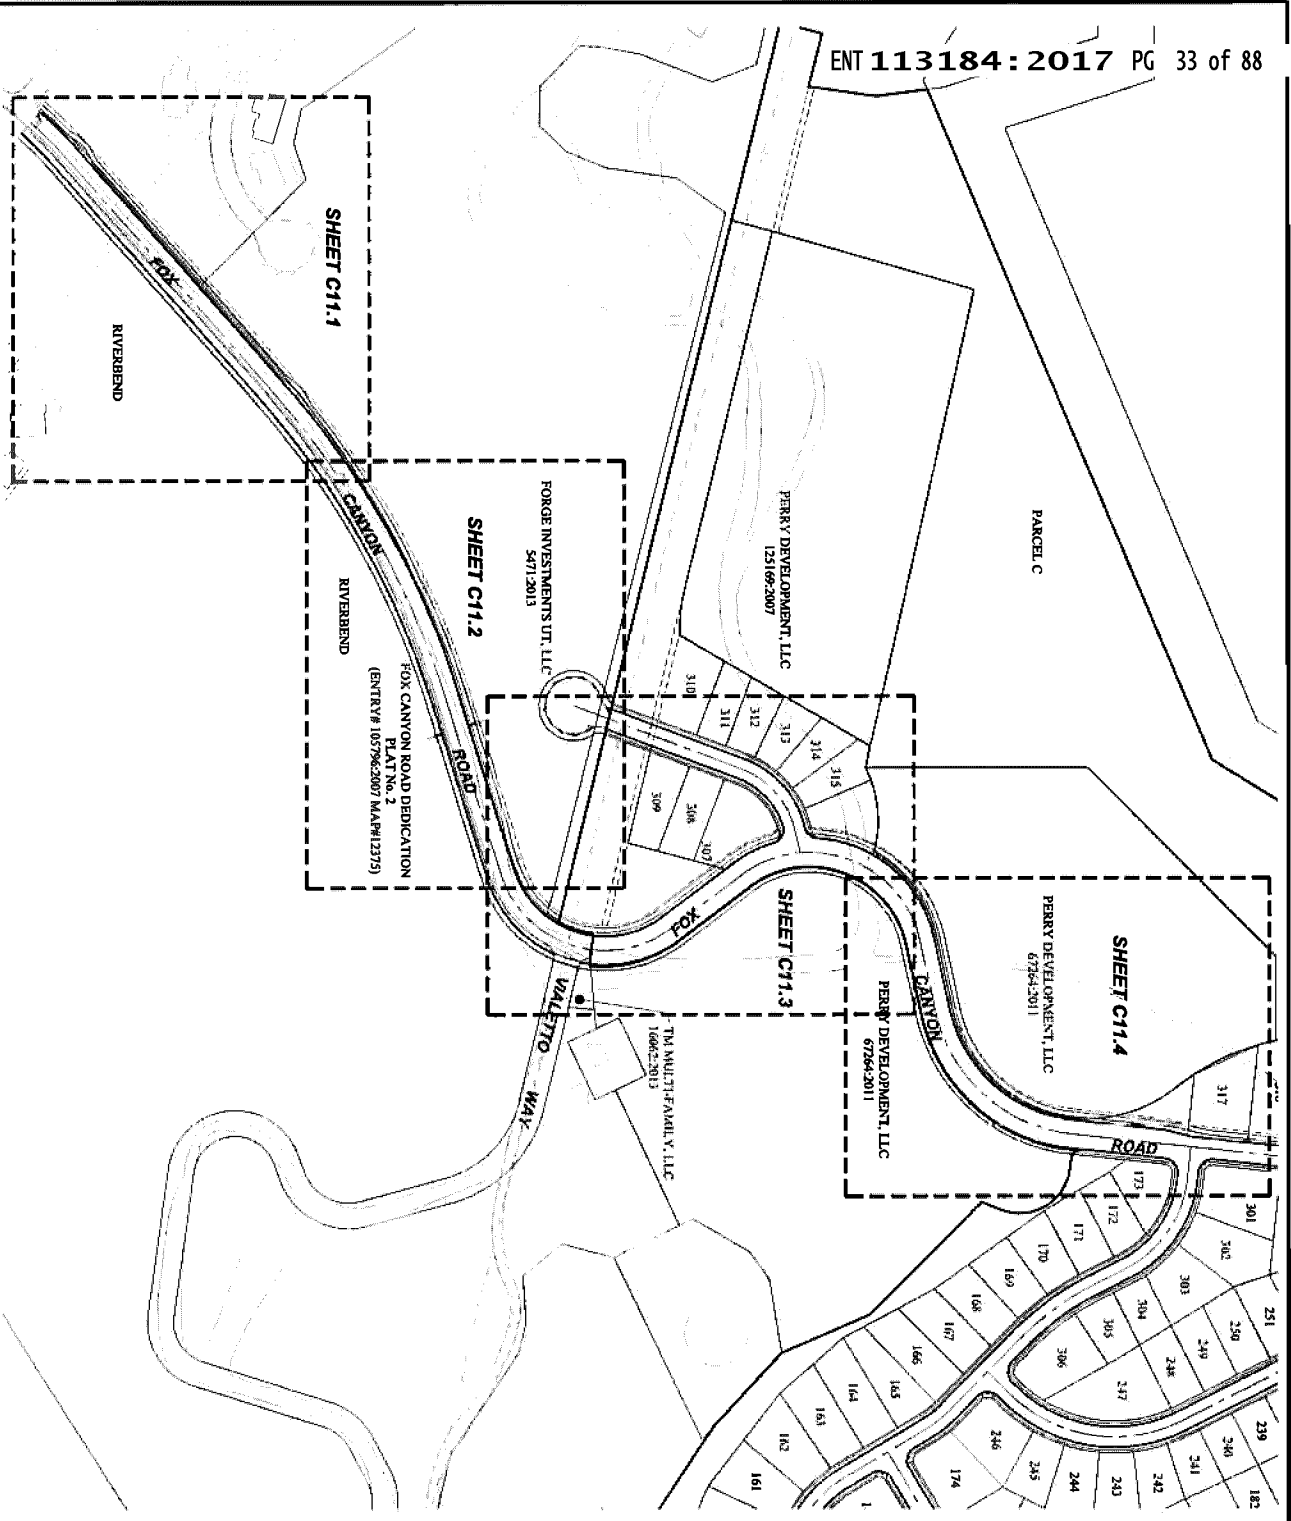 ENT 113184:2017 PG 33 of 88
SHEET C11.1
FOX
RIVERBEND
CANYON
SHEET C11.2
FORGE INVESTMENTS UT, LLC
5471:2013
RIVERBEND
FOX CANYON ROAD DEDICATION
PLAT No. 2
(ENTRY# 105796:2007 MAP#12375)
ROAD
PERRY DEVELOPMENT, LLC
125169:2007
PARCEL C
310
311
312
313
314
315
309
308
307
FOX
SHEET C11.3
CANYON
SHEET C11.4
PERRY DEVELOPMENT, LLC
67264:2011
PERRY DEVELOPMENT, LLC
67264:2011
VIALETTO
WAY
TM MULTI-FAMILY, LLC
10062:2013
ROAD
317
301
302
303
304
305
306
173
172
171
170
169
168
167
166
165
164
163
162
161
251
250
249
248
247
246
245
244
243
242
241
240
239
182
174